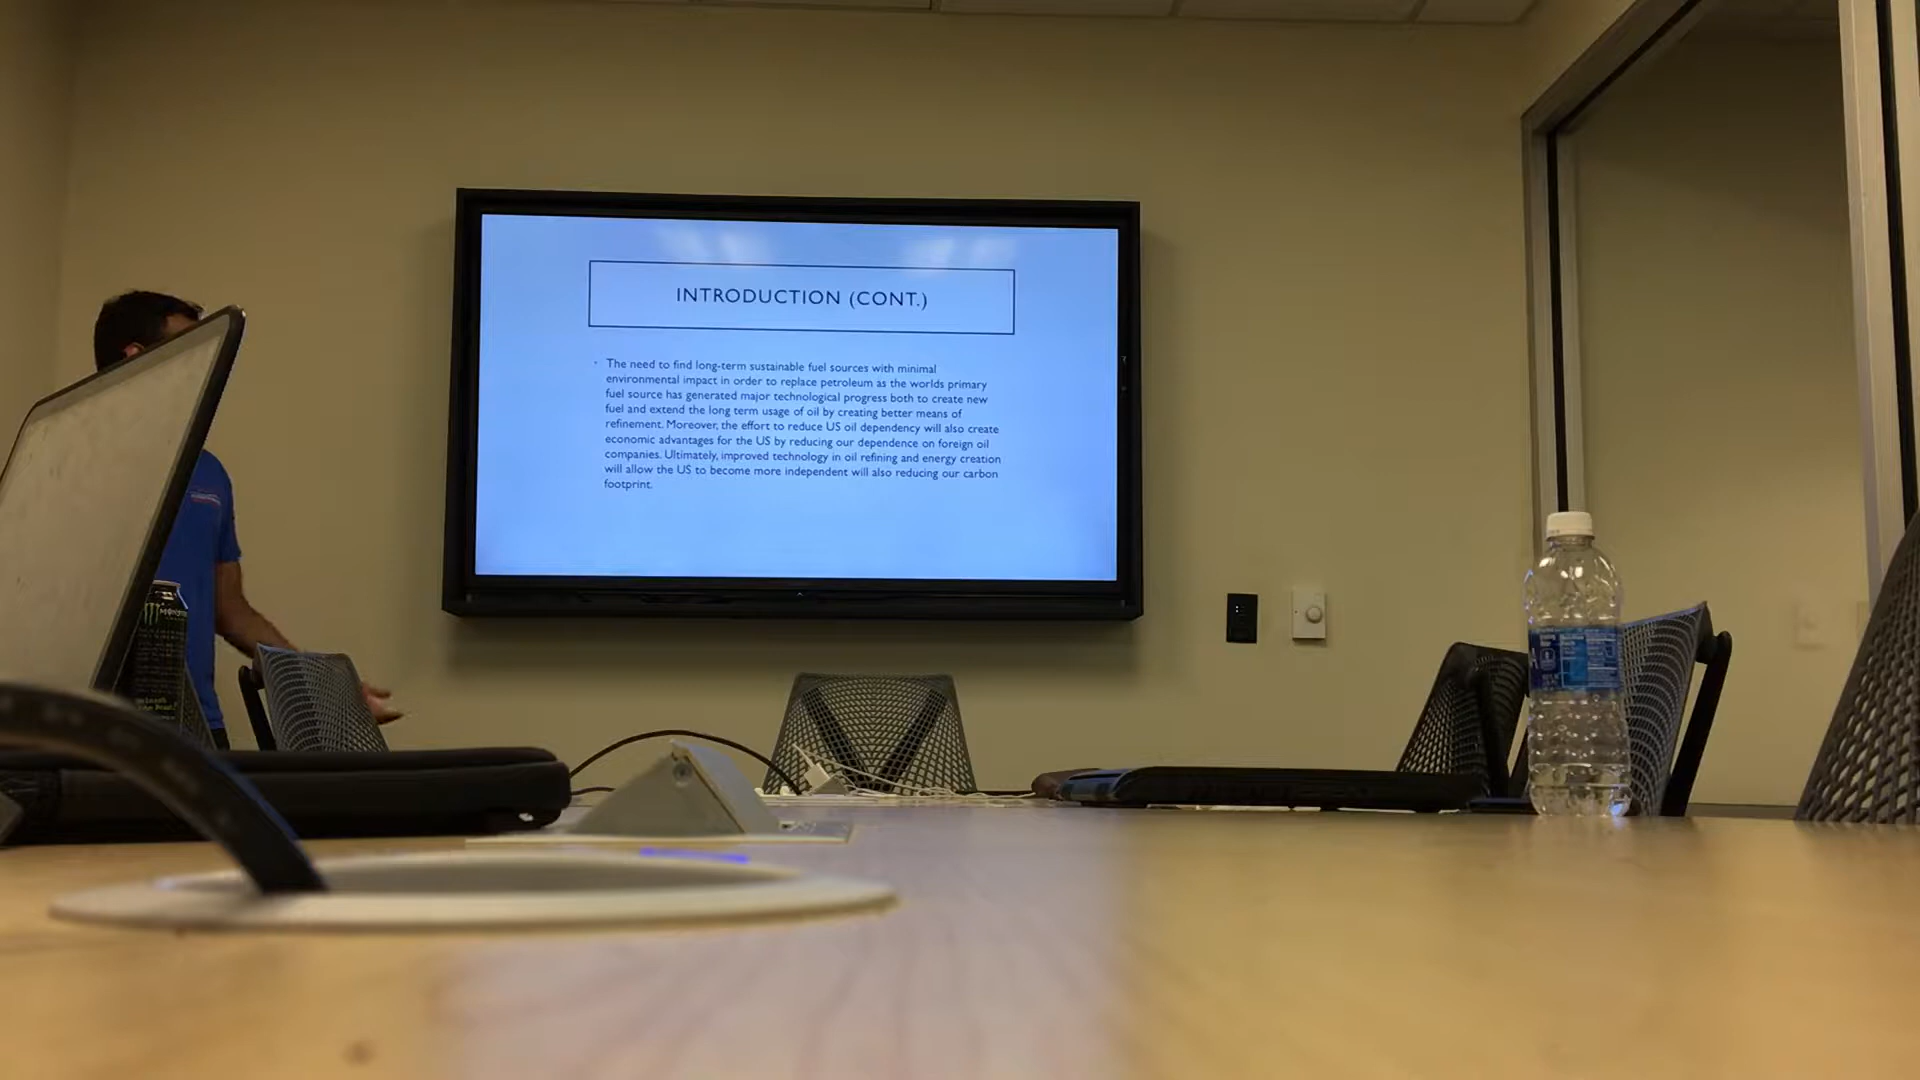 INTRODUCTION (CONT.)
• The need to find long-term sustainable fuel sources with minimal
environmental impact in order to replace petroleum as the worlds primary
fuel source has generated major technological progress both to create new
fuel and extend the long term usage of oil by creating better means of
refinement. Moreover, the effort to reduce US oil dependency will also create
economic advantages for the US by reducing our dependence on foreign oil
companies. Ultimately, improved technology in oil refining and energy creation
will allow the US to become more independent will also reducing our carbon
footprint.
MONSTER